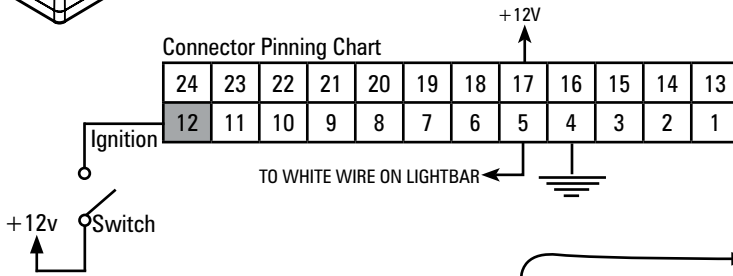 +12V
Connector Pinning Chart
24 23 22 21 20 19 18 17 16 15 14 13
12 11 10 9 8 7 6 5 4 3 2 1
Ignition
TO WHITE WIRE ON LIGHTBAR
+12v
Switch